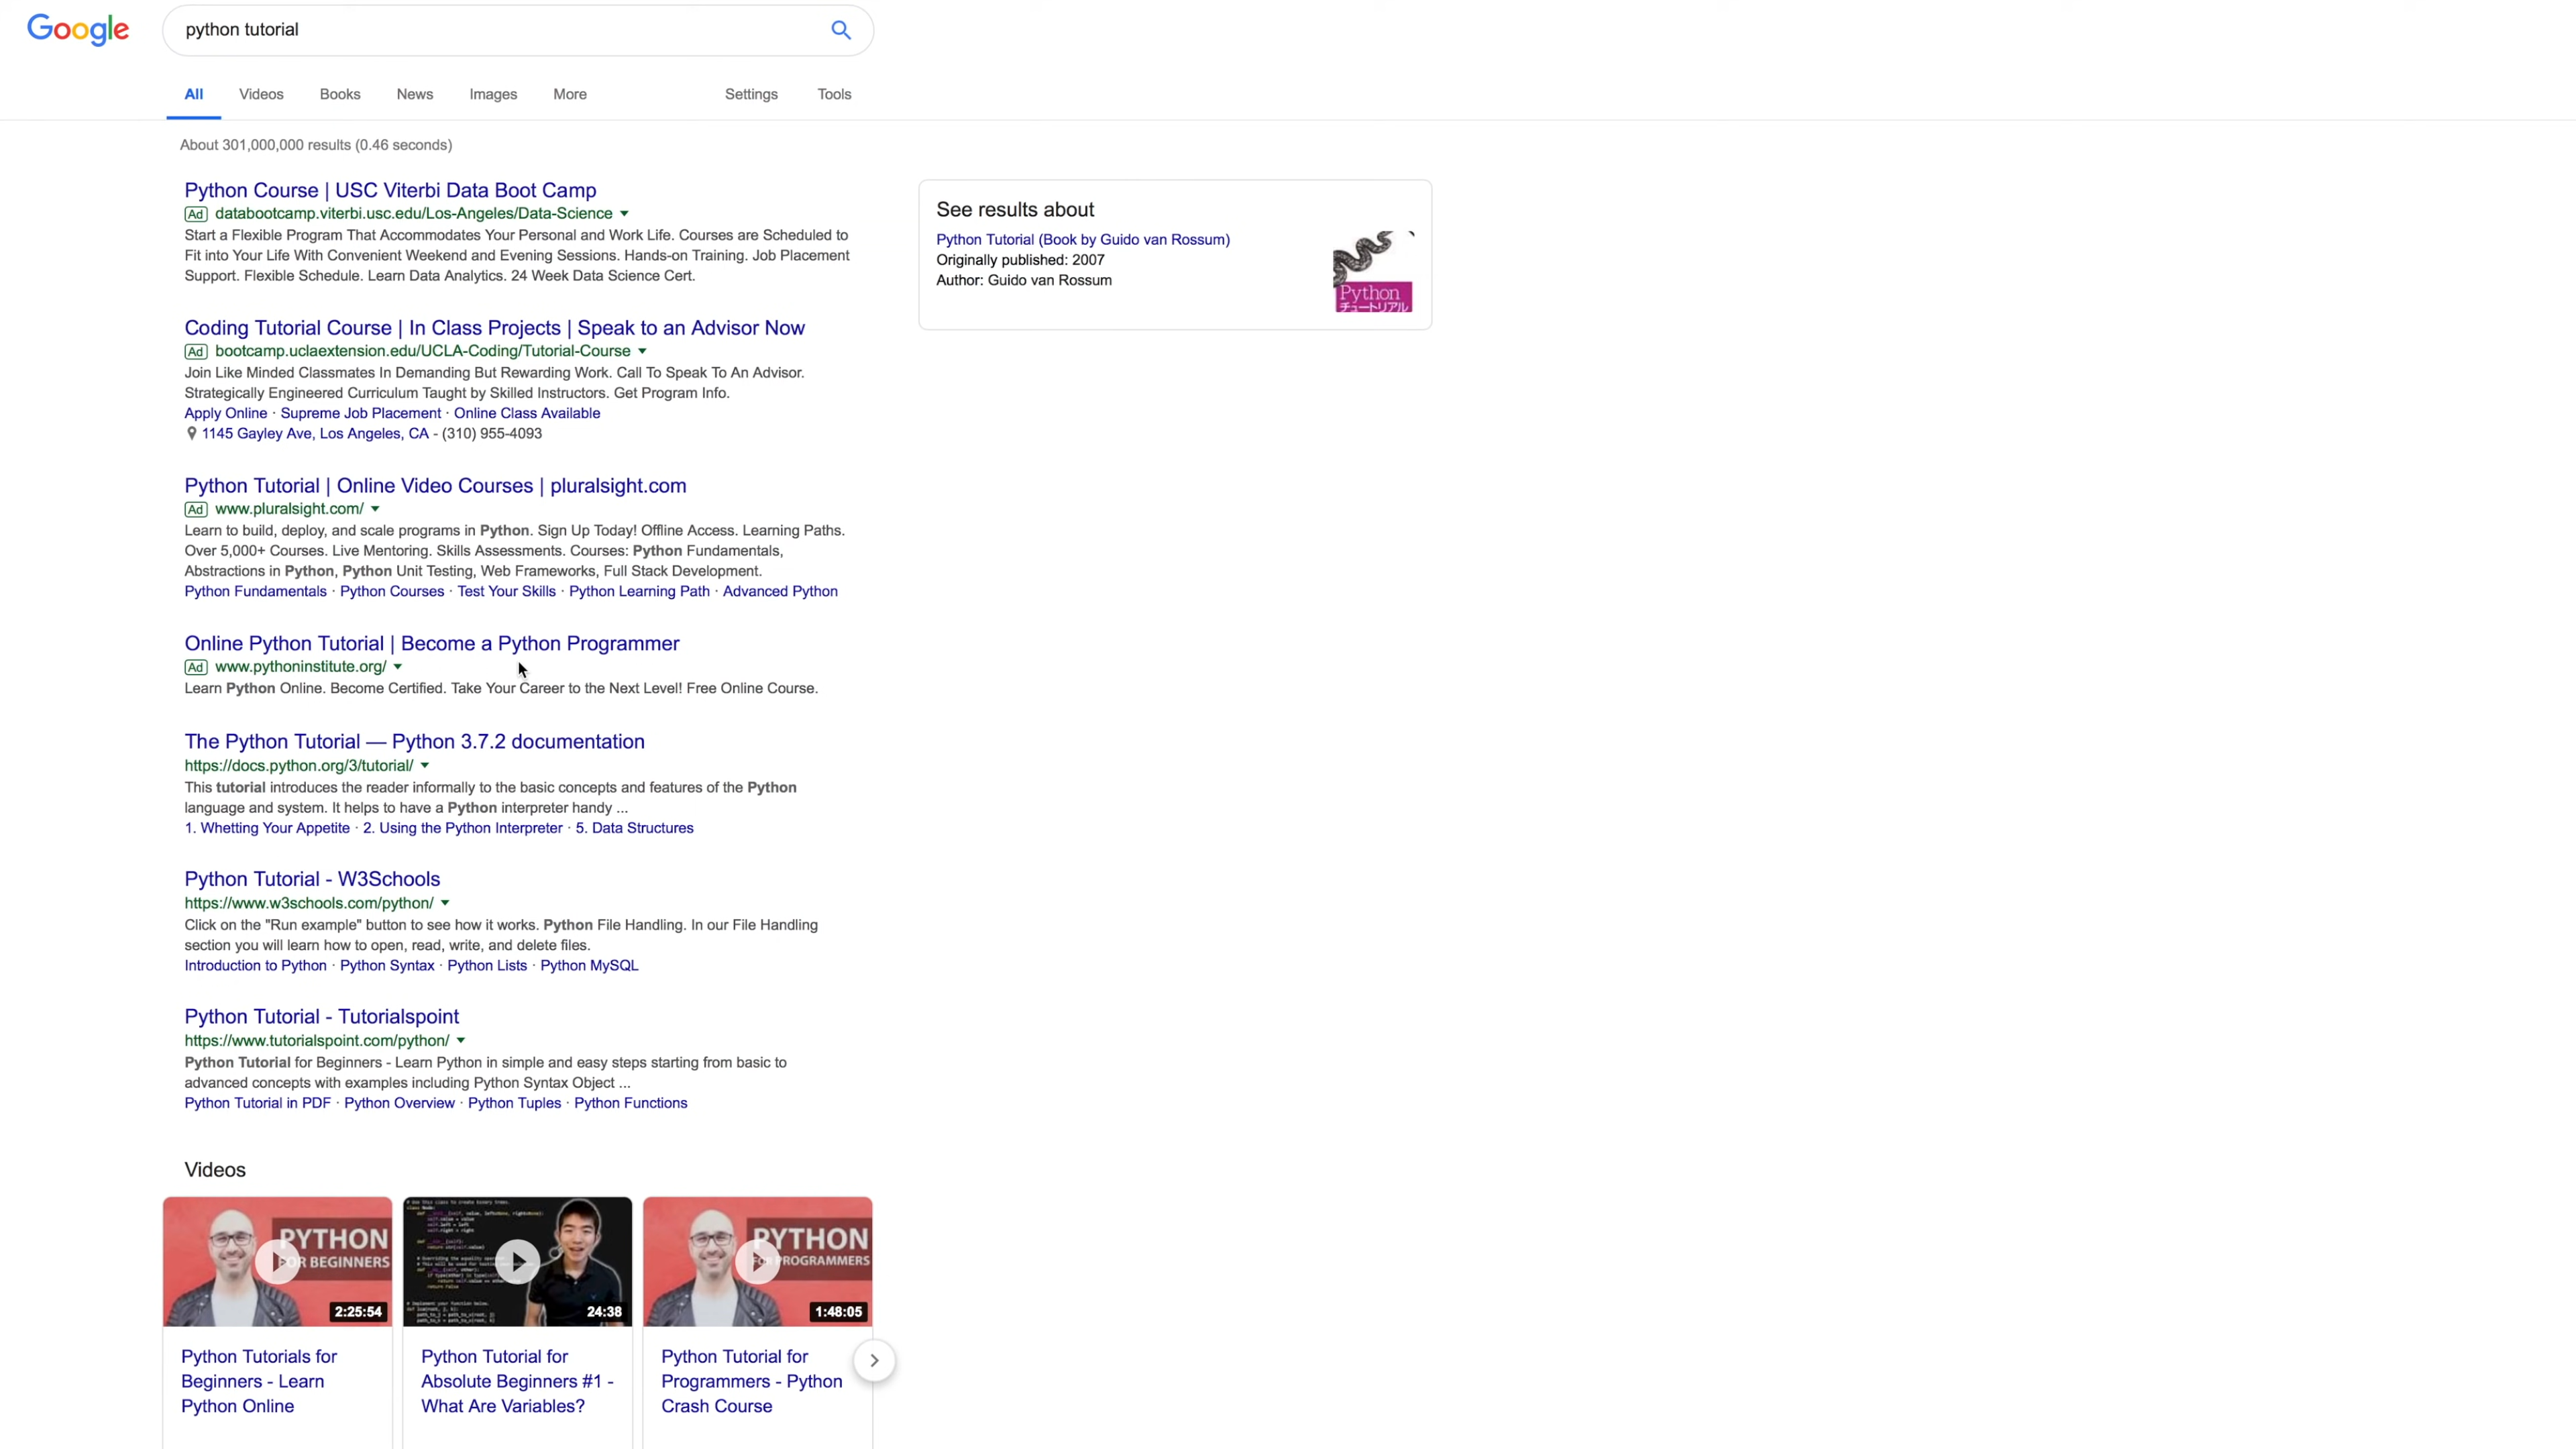 Google
python tutorial
All Videos Books News Images More Settings Tools
About 301,000,000 results (0.46 seconds)
Python Course | USC Viterbi Data Boot Camp
Ad databootcamp.viterbi.usc.edu/Los-Angeles/Data-Science
Start a Flexible Program That Accommodates Your Personal and Work Life. Courses are Scheduled to
Fit into Your Life With Convenient Weekend and Evening Sessions. Hands-on Training. Job Placement
Support. Flexible Schedule. Learn Data Analytics. 24 Week Data Science Cert.
Coding Tutorial Course | In Class Projects | Speak to an Advisor Now
Ad bootcamp.uclaextension.edu/UCLA-Coding/Tutorial-Course
Join Like Minded Classmates In Demanding But Rewarding Work. Call To Speak To An Advisor.
Strategically Engineered Curriculum Taught by Skilled Instructors. Get Program Info.
Apply Online · Supreme Job Placement · Online Class Available
1145 Gayley Ave, Los Angeles, CA - (310) 955-4093
Python Tutorial | Online Video Courses | pluralsight.com
Ad www.pluralsight.com/
Learn to build, deploy, and scale programs in Python. Sign Up Today! Offline Access. Learning Paths.
Over 5,000+ Courses. Live Mentoring. Skills Assessments. Courses: Python Fundamentals,
Abstractions in Python, Python Unit Testing, Web Frameworks, Full Stack Development.
Python Fundamentals · Python Courses · Test Your Skills · Python Learning Path · Advanced Python
Online Python Tutorial | Become a Python Programmer
Ad www.pythoninstitute.org/
Learn Python Online. Become Certified. Take Your Career to the Next Level! Free Online Course.
The Python Tutorial — Python 3.7.2 documentation
https://docs.python.org/3/tutorial/
This tutorial introduces the reader informally to the basic concepts and features of the Python
language and system. It helps to have a Python interpreter handy ...
1. Whetting Your Appetite · 2. Using the Python Interpreter · 5. Data Structures
Python Tutorial - W3Schools
https://www.w3schools.com/python/
Click on the "Run example" button to see how it works. Python File Handling. In our File Handling
section you will learn how to open, read, write, and delete files.
Introduction to Python · Python Syntax · Python Lists · Python MySQL
Python Tutorial - Tutorialspoint
https://www.tutorialspoint.com/python/
Python Tutorial for Beginners - Learn Python in simple and easy steps starting from basic to
advanced concepts with examples including Python Syntax Object ...
Python Tutorial in PDF · Python Overview · Python Tuples · Python Functions
See results about
Python Tutorial (Book by Guido van Rossum)
Originally published: 2007
Author: Guido van Rossum
Python
チュートリアル
Videos
PYTHON
FOR BEGINNERS
2:25:54
Python Tutorials for
Beginners - Learn
Python Online
24:38
Python Tutorial for
Absolute Beginners #1 -
What Are Variables?
PYTHON
FOR PROGRAMMERS
1:48:05
Python Tutorial for
Programmers - Python
Crash Course